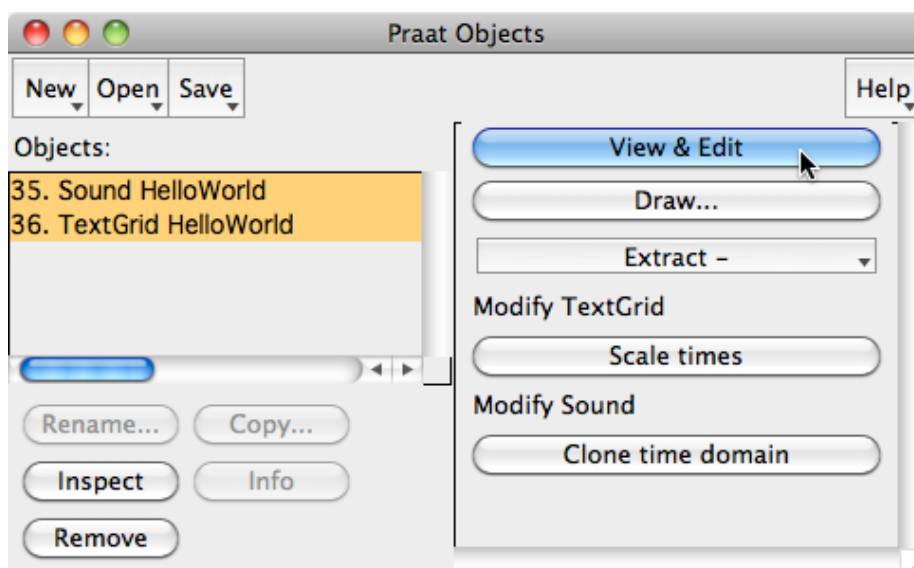 Praat Objects
New Open Save Help
Objects:
35. Sound HelloWorld
36. TextGrid HelloWorld
Rename... Copy...
Inspect Info
Remove
View & Edit
Draw...
Extract –
Modify TextGrid
Scale times
Modify Sound
Clone time domain